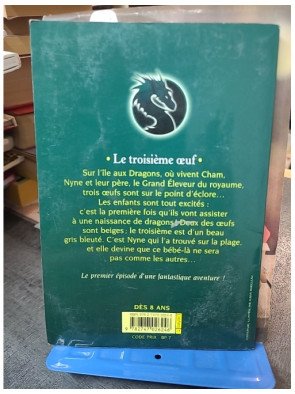 • Le troisième œuf •
Sur l'Île aux Dragons, où vivent Cham,
Nyne et leur père, le Grand Éleveur du royaume,
trois œufs sont sur le point d'éclore...
Les enfants sont tout excités :
c'est la première fois qu'ils vont assister
à une naissance de dragons ! Deux des œufs
sont beiges ; le troisième est d'un beau
gris bleuté. C'est Nyne qui l'a trouvé sur la plage,
et elle devine que ce bébé-là ne sera
pas comme les autres...
Le premier épisode d'une fantastique aventure !
DÈS 8 ANS
CODE PRIX : BP 7